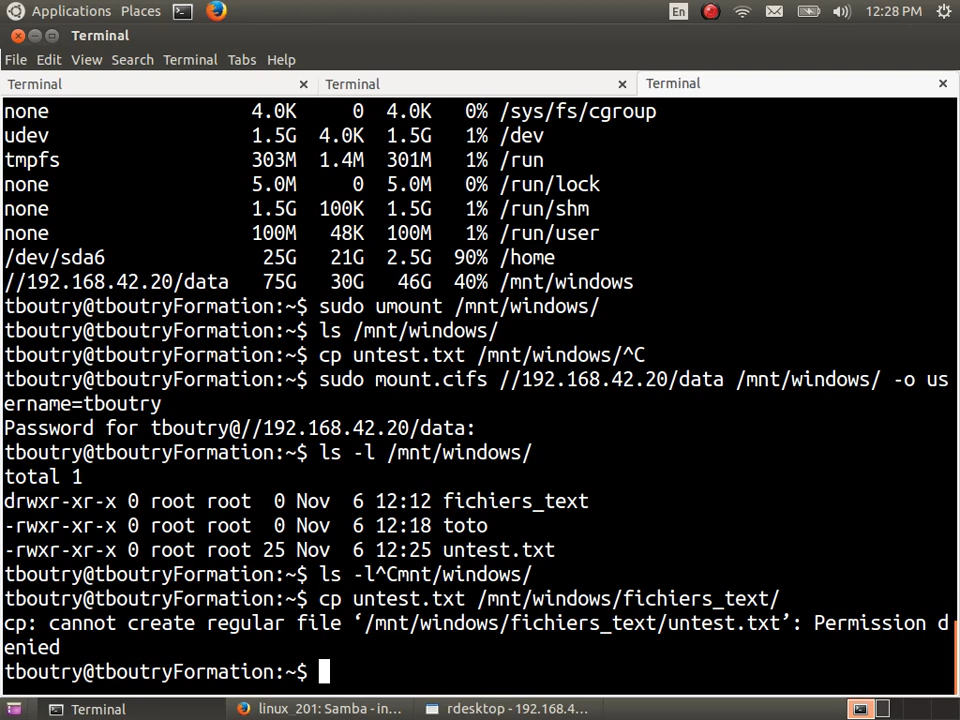 Applications Places En 12:28 PM
Terminal
File Edit View Search Terminal Tabs Help
Terminal Terminal Terminal
none 4.0K 0 4.0K 0% /sys/fs/cgroup
udev 1.5G 4.0K 1.5G 1% /dev
tmpfs 303M 1.4M 301M 1% /run
none 5.0M 0 5.0M 0% /run/lock
none 1.5G 100K 1.5G 1% /run/shm
none 100M 48K 100M 1% /run/user
/dev/sda6 25G 21G 2.5G 90% /home
//192.168.42.20/data 75G 30G 46G 40% /mnt/windows
tboutry@tboutryFormation:~$ sudo umount /mnt/windows/
tboutry@tboutryFormation:~$ ls /mnt/windows/
tboutry@tboutryFormation:~$ cp untest.txt /mnt/windows/^C
tboutry@tboutryFormation:~$ sudo mount.cifs //192.168.42.20/data /mnt/windows/ -o us
ername=tboutry
Password for tboutry@//192.168.42.20/data:
tboutry@tboutryFormation:~$ ls -l /mnt/windows/
total 1
drwxr-xr-x 0 root root 0 Nov 6 12:12 fichiers_text
-rwxr-xr-x 0 root root 0 Nov 6 12:18 toto
-rwxr-xr-x 0 root root 25 Nov 6 12:25 untest.txt
tboutry@tboutryFormation:~$ ls -l^Cmnt/windows/
tboutry@tboutryFormation:~$ cp untest.txt /mnt/windows/fichiers_text/
cp: cannot create regular file ‘/mnt/windows/fichiers_text/untest.txt’: Permission d
enied
tboutry@tboutryFormation:~$
Terminal linux_201: Samba - in... rdesktop - 192.168.4...